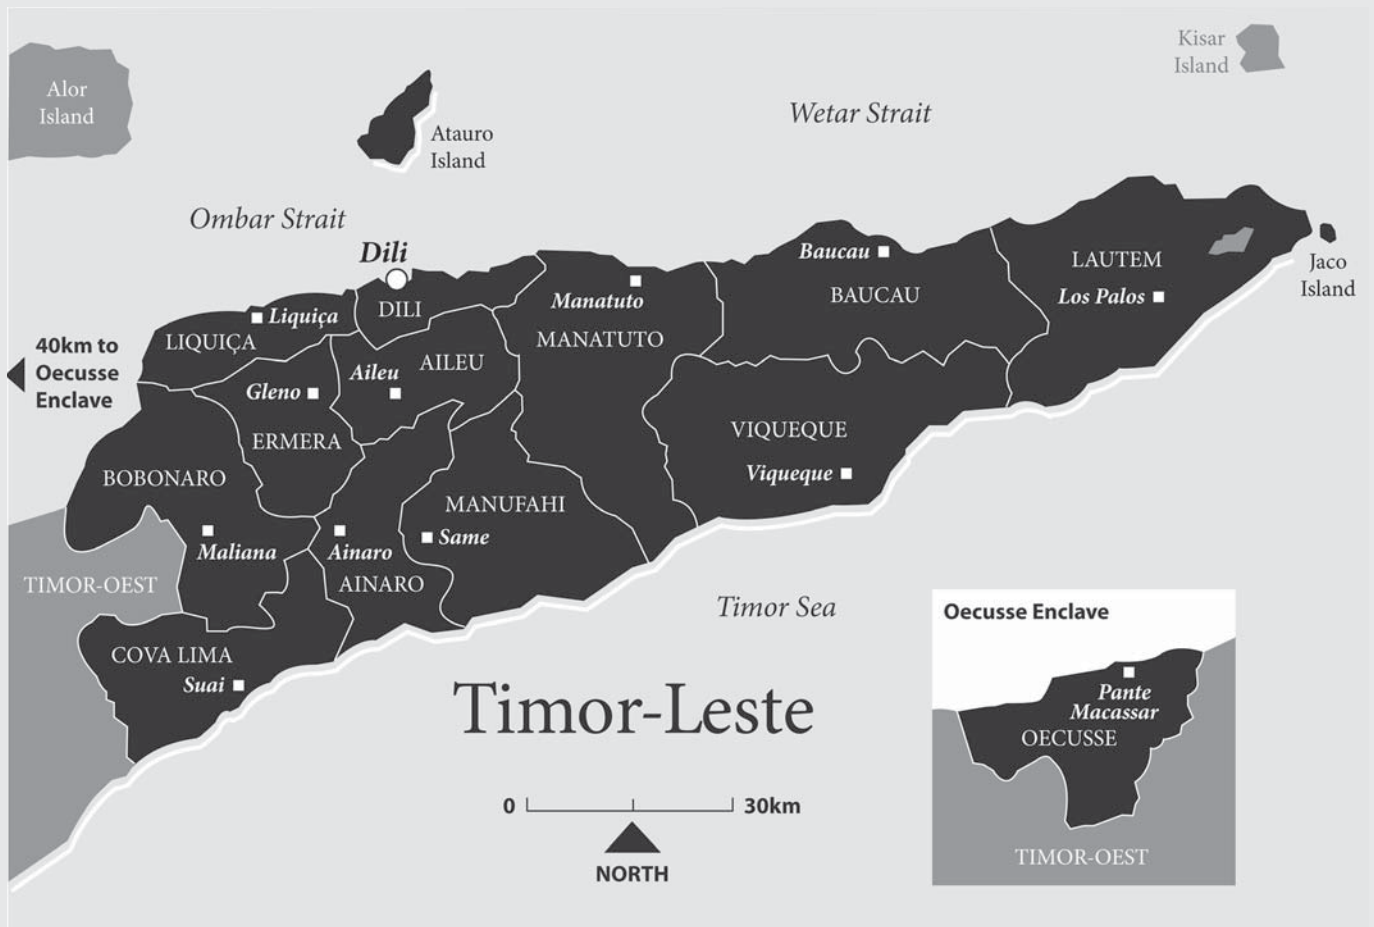 Kisar
Island
Alor
Island
Wetar Strait
Atauro
Island
Ombar Strait
Dili
Baucau
LAUTEM
Jaco
Island
Manatuto
BAUCAU
Los Palos
DILI
Liquiça
LIQUIÇA
MANATUTO
40km to
Oecusse
Enclave
Aileu
AILEU
Gleno
ERMERA
VIQUEQUE
Viqueque
BOBONARO
MANUFAHI
Same
Maliana
Ainaro
AINARO
TIMOR-OEST
Timor Sea
COVA LIMA
Suai
Timor-Leste
0 30km
NORTH
Oecusse Enclave
Pante
Macassar
OECUSSE
TIMOR-OEST